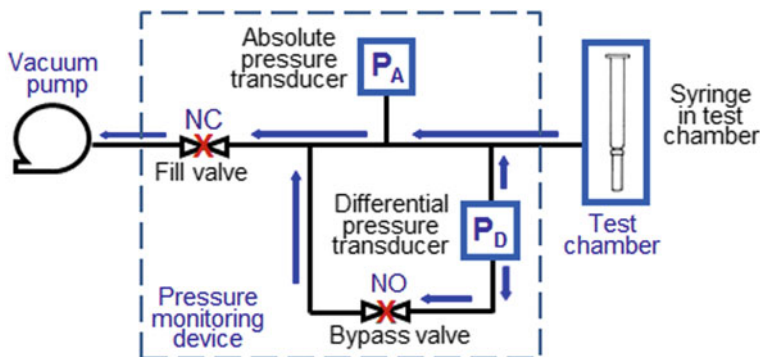 Vacuum
pump
NC
Fill valve
Absolute
pressure
transducer
PA
Differential
pressure
transducer
PD
NO
Bypass valve
Pressure
monitoring
device
Syringe
in test
chamber
Test
chamber